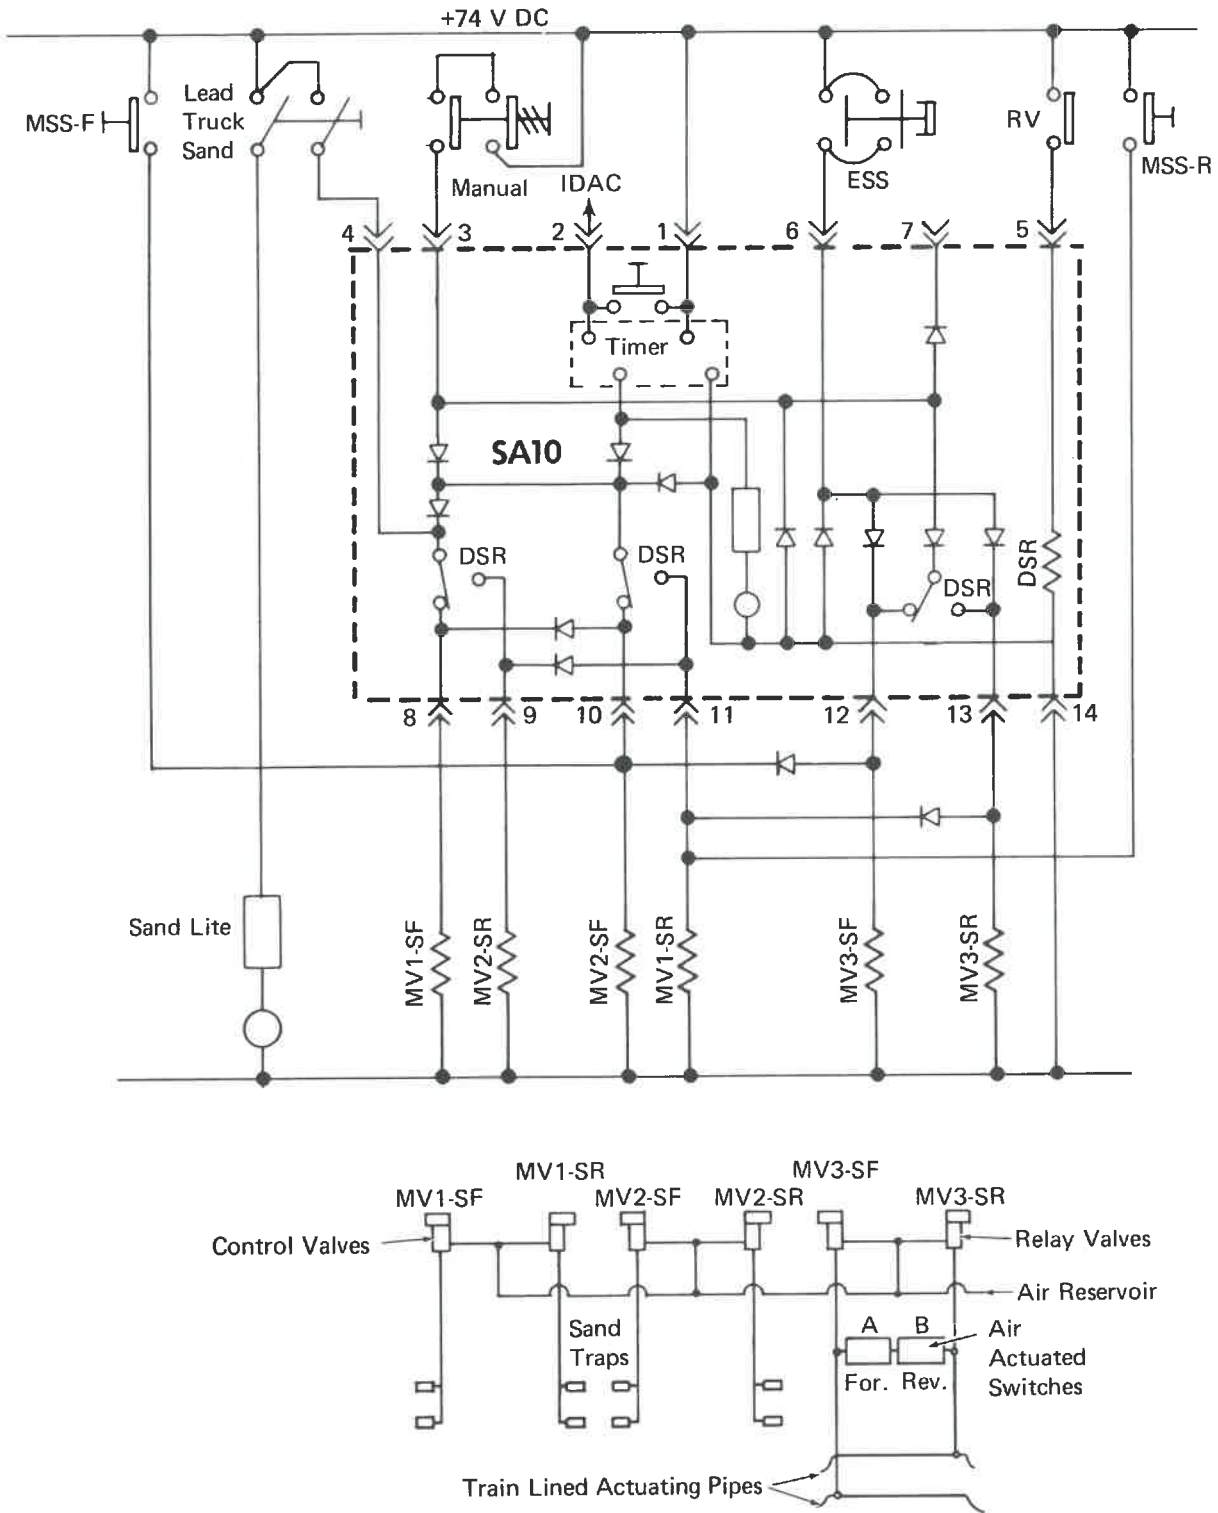 +74 V DC
MSS-F
Lead
Truck
Sand
Manual
IDAC
ESS
RV
MSS-R
4
3
2
1
6
7
5
Timer
SA10
DSR
DSR
DSR
DSR
8
9
10
11
12
13
14
Sand Lite
MV1-SF
MV2-SR
MV2-SF
MV1-SR
MV3-SF
MV3-SR
MV1-SF
MV1-SR
MV2-SF
MV2-SR
MV3-SF
MV3-SR
Control Valves
Relay Valves
Air Reservoir
Sand
Traps
A
B
For.
Rev.
Air
Actuated
Switches
Train Lined Actuating Pipes